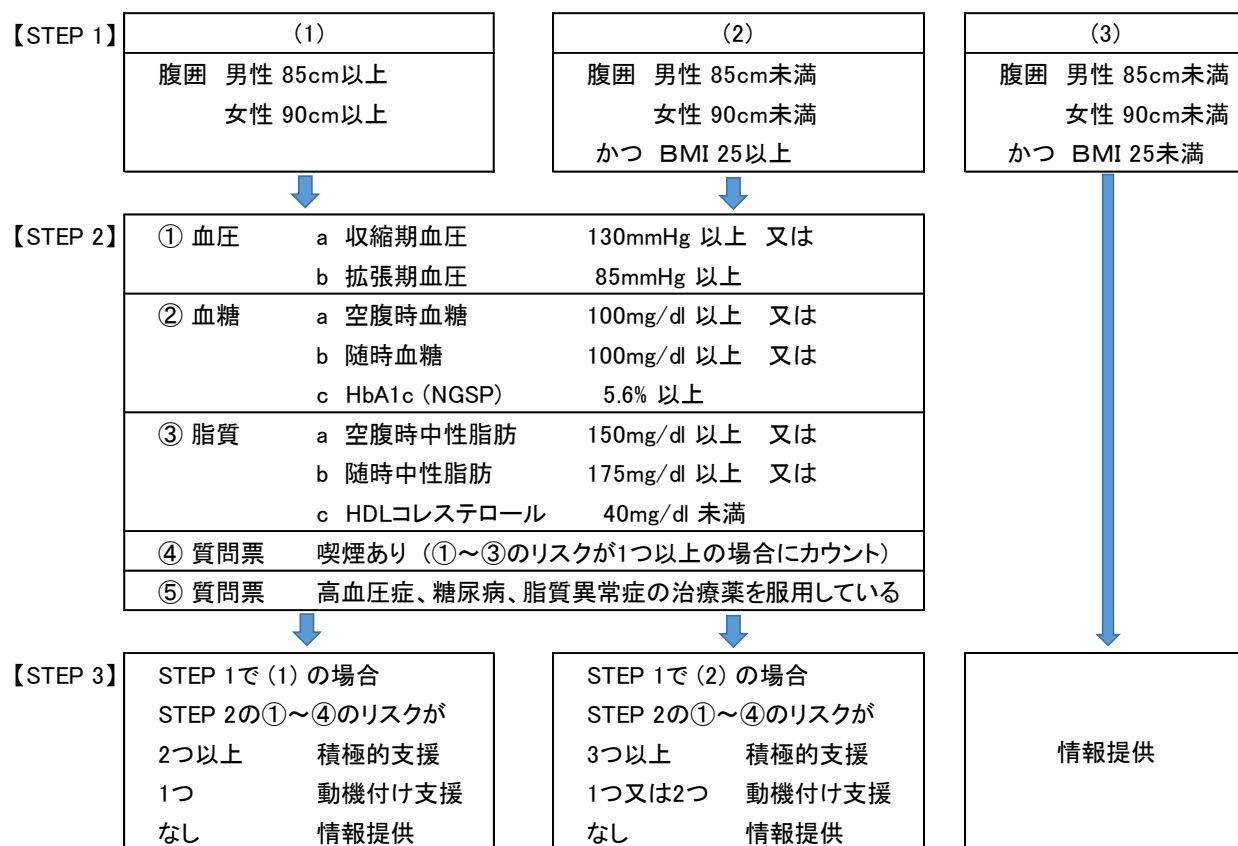 【STEP 1】
(1)
腹囲 男性 85cm以上
女性 90cm以上
(2)
腹囲 男性 85cm未満
女性 90cm未満
かつ BMI 25以上
(3)
腹囲 男性 85cm未満
女性 90cm未満
かつ BMI 25未満
【STEP 2】
① 血圧 a 収縮期血圧 130mmHg 以上 又は
b 拡張期血圧 85mmHg 以上
② 血糖 a 空腹時血糖 100mg/dl 以上 又は
b 随時血糖 100mg/dl 以上 又は
c HbA1c (NGSP) 5.6% 以上
③ 脂質 a 空腹時中性脂肪 150mg/dl 以上 又は
b 随時中性脂肪 175mg/dl 以上 又は
c HDLコレステロール 40mg/dl 未満
④ 質問票 喫煙あり (①～③のリスクが1つ以上の場合にカウント)
⑤ 質問票 高血圧症、糖尿病、脂質異常症の治療薬を服用している
【STEP 3】
STEP 1で (1) の場合
STEP 2の①～④のリスクが
2つ以上 積極的支援
1つ 動機付け支援
なし 情報提供
STEP 1で (2) の場合
STEP 2の①～④のリスクが
3つ以上 積極的支援
1つ又は2つ 動機付け支援
なし 情報提供
情報提供